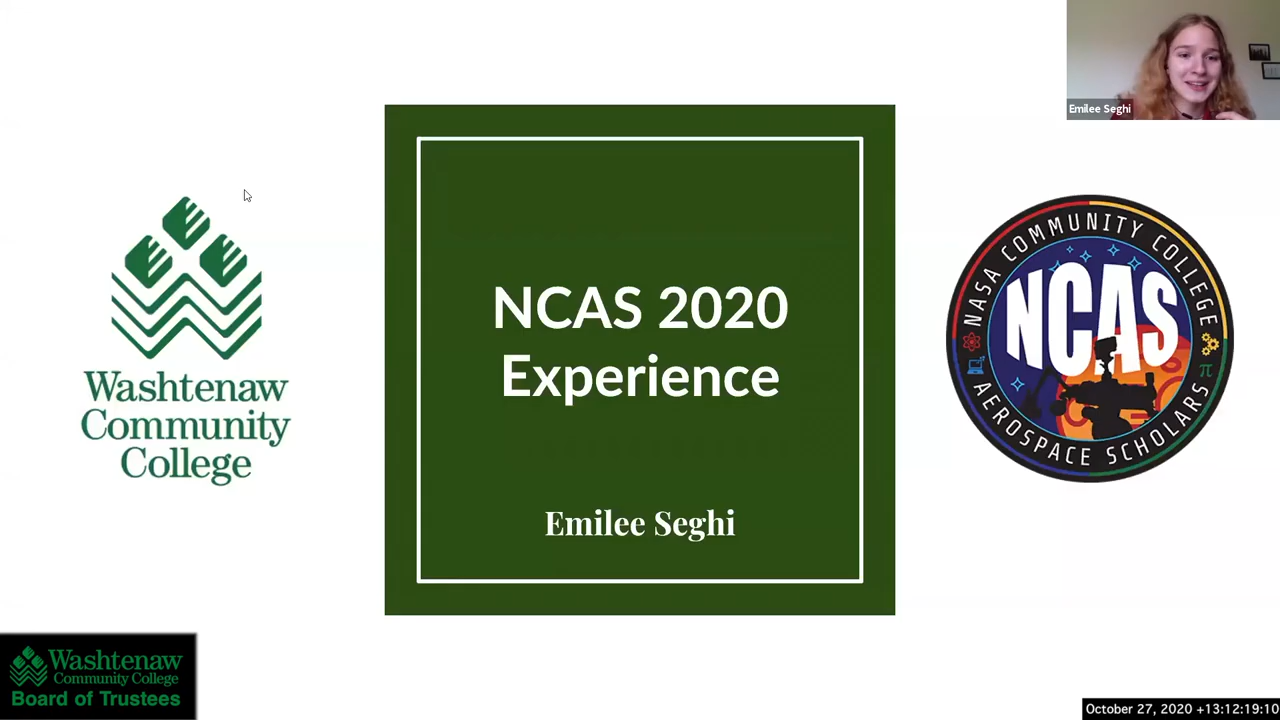 Emilee Seghi
NCAS 2020
Experience
Emilee Seghi
Washtenaw
Community
College
NASA COMMUNITY COLLEGE
NCAS
AEROSPACE SCHOLARS
π
Washtenaw
Community College
Board of Trustees
October 27, 2020 +13:12:19:10